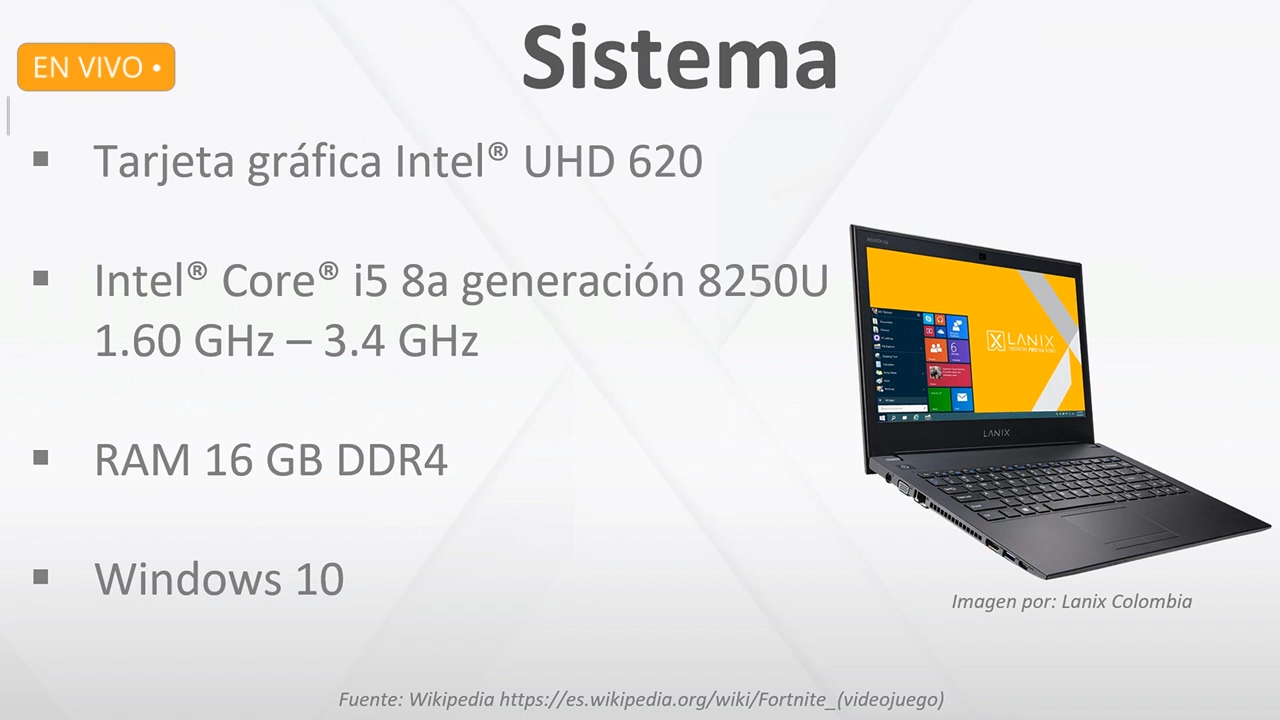 Sistema
EN VIVO •
▪ Tarjeta gráfica Intel® UHD 620
▪ Intel® Core® i5 8a generación 8250U
1.60 GHz – 3.4 GHz
▪ RAM 16 GB DDR4
▪ Windows 10
LANIX
LANIX
Imagen por: Lanix Colombia
Fuente: Wikipedia https://es.wikipedia.org/wiki/Fortnite_(videojuego)